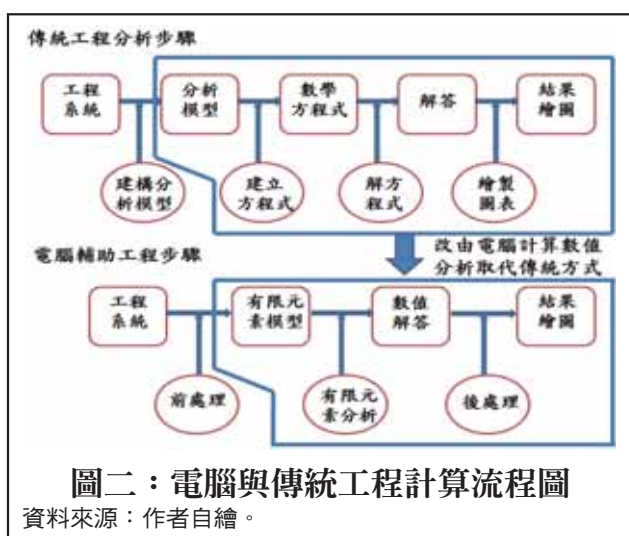 傳統工程分析步驟
工程
系統
分析
模型
數學
方程式
解答
結果
繪圖
建構分
析模型
建立
方程式
解方
程式
繪製
圖表
電腦輔助工程步驟
改由電腦計算數值
分析取代傳統方式
工程
系統
有限元
素模型
數值
解答
結果
繪圖
前處理
有限元
素分析
後處理
圖二：電腦與傳統工程計算流程圖
資料來源：作者自繪。